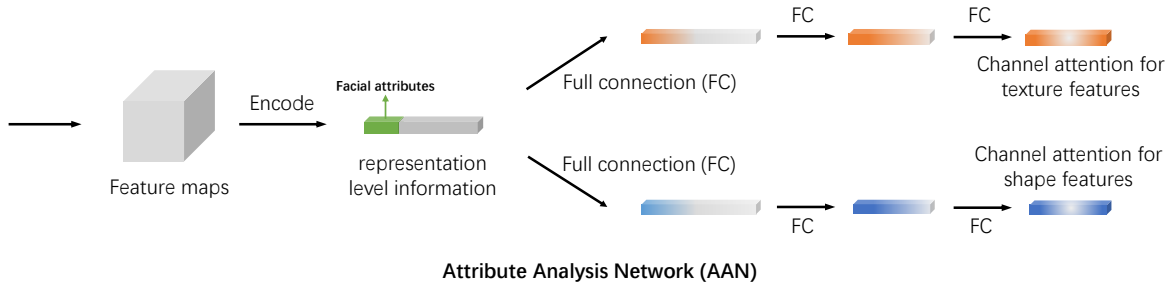 FC
FC
Channel attention for
texture features
Full connection (FC)
Facial attributes
Encode
Feature maps
representation
level information
Full connection (FC)
Channel attention for
shape features
FC
FC
Attribute Analysis Network (AAN)